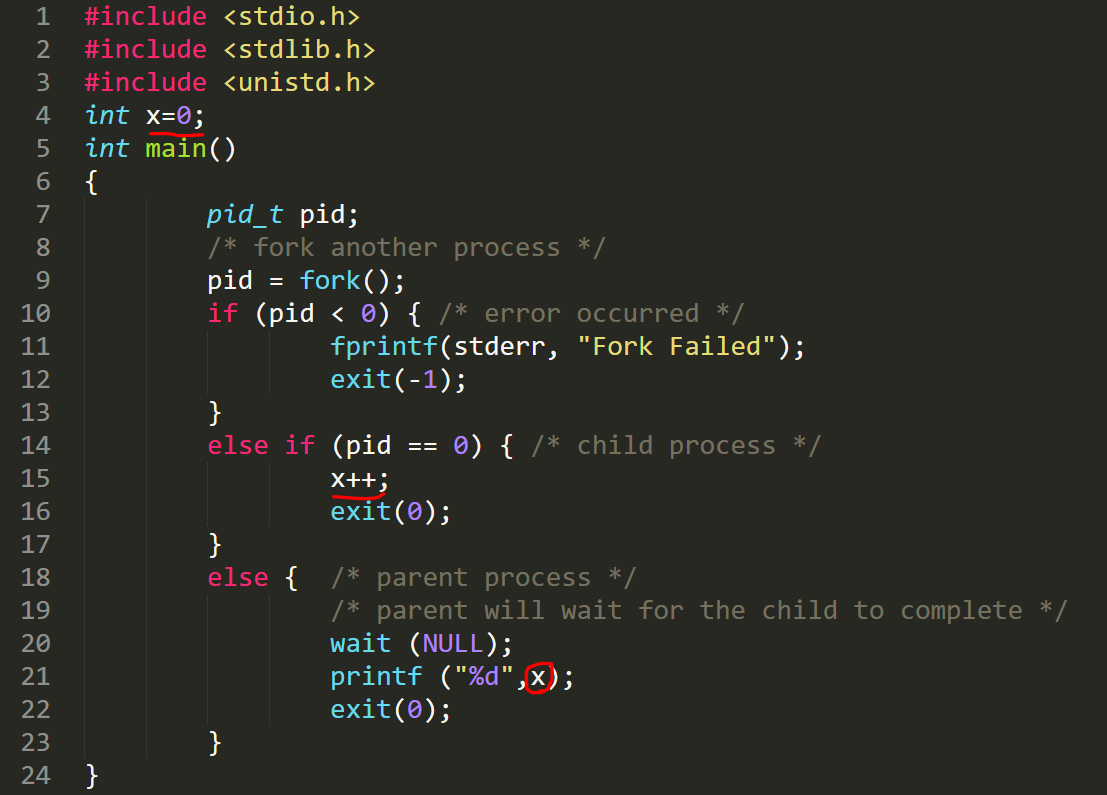 1 #include <stdio.h>
2 #include <stdlib.h>
3 #include <unistd.h>
4 int x=0;
5 int main()
6 {
7 pid_t pid;
8 /* fork another process */
9 pid = fork();
10 if (pid < 0) { /* error occurred */
11 fprintf(stderr, "Fork Failed");
12 exit(-1);
13 }
14 else if (pid == 0) { /* child process */
15 x++;
16 exit(0);
17 }
18 else { /* parent process */
19 /* parent will wait for the child to complete */
20 wait (NULL);
21 printf ("%d",x);
22 exit(0);
23 }
24 }